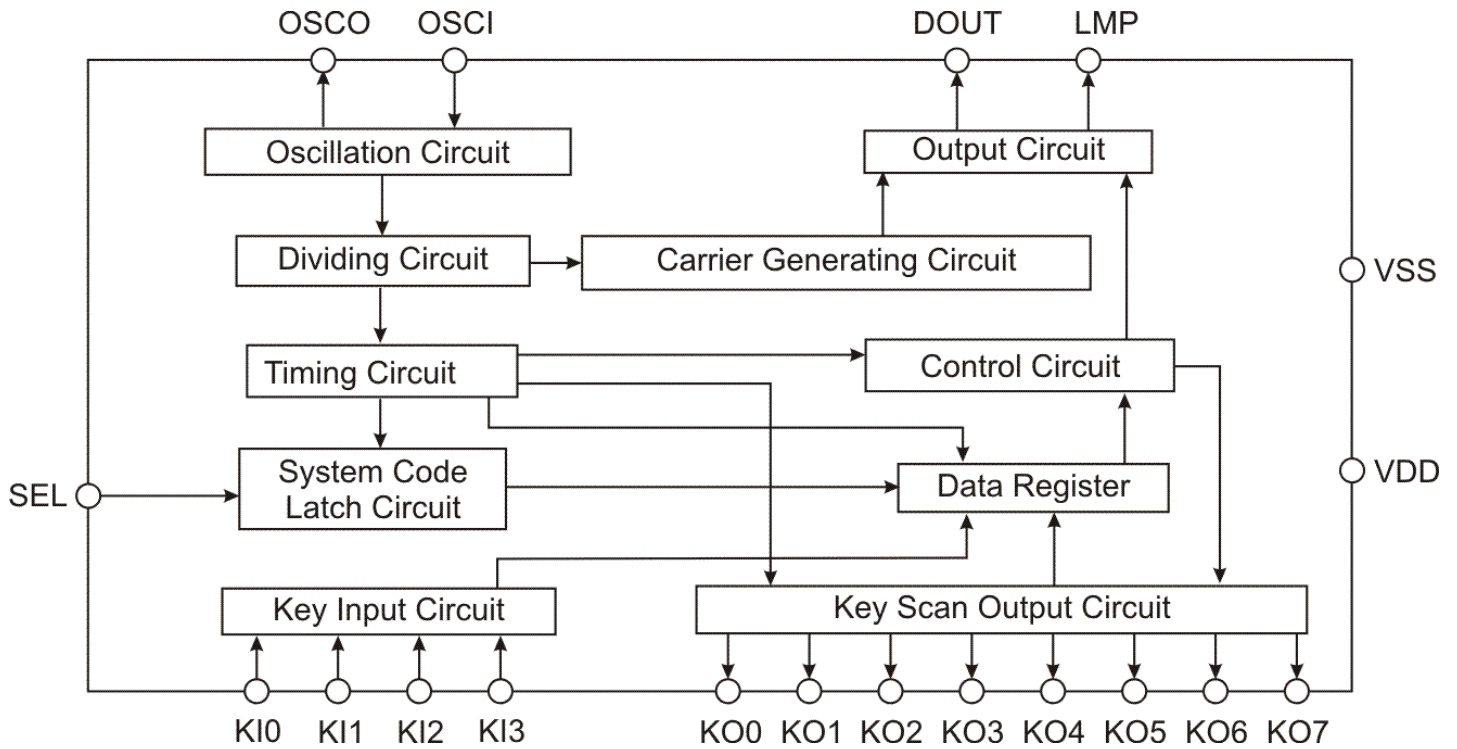 OSCO OSCI DOUT LMP
Oscillation Circuit
Output Circuit
Dividing Circuit
Carrier Generating Circuit
VSS
Timing Circuit
Control Circuit
System Code
Latch Circuit
Data Register
VDD
SEL
Key Input Circuit
Key Scan Output Circuit
KI0 KI1 KI2 KI3 KO0 KO1 KO2 KO3 KO4 KO5 KO6 KO7